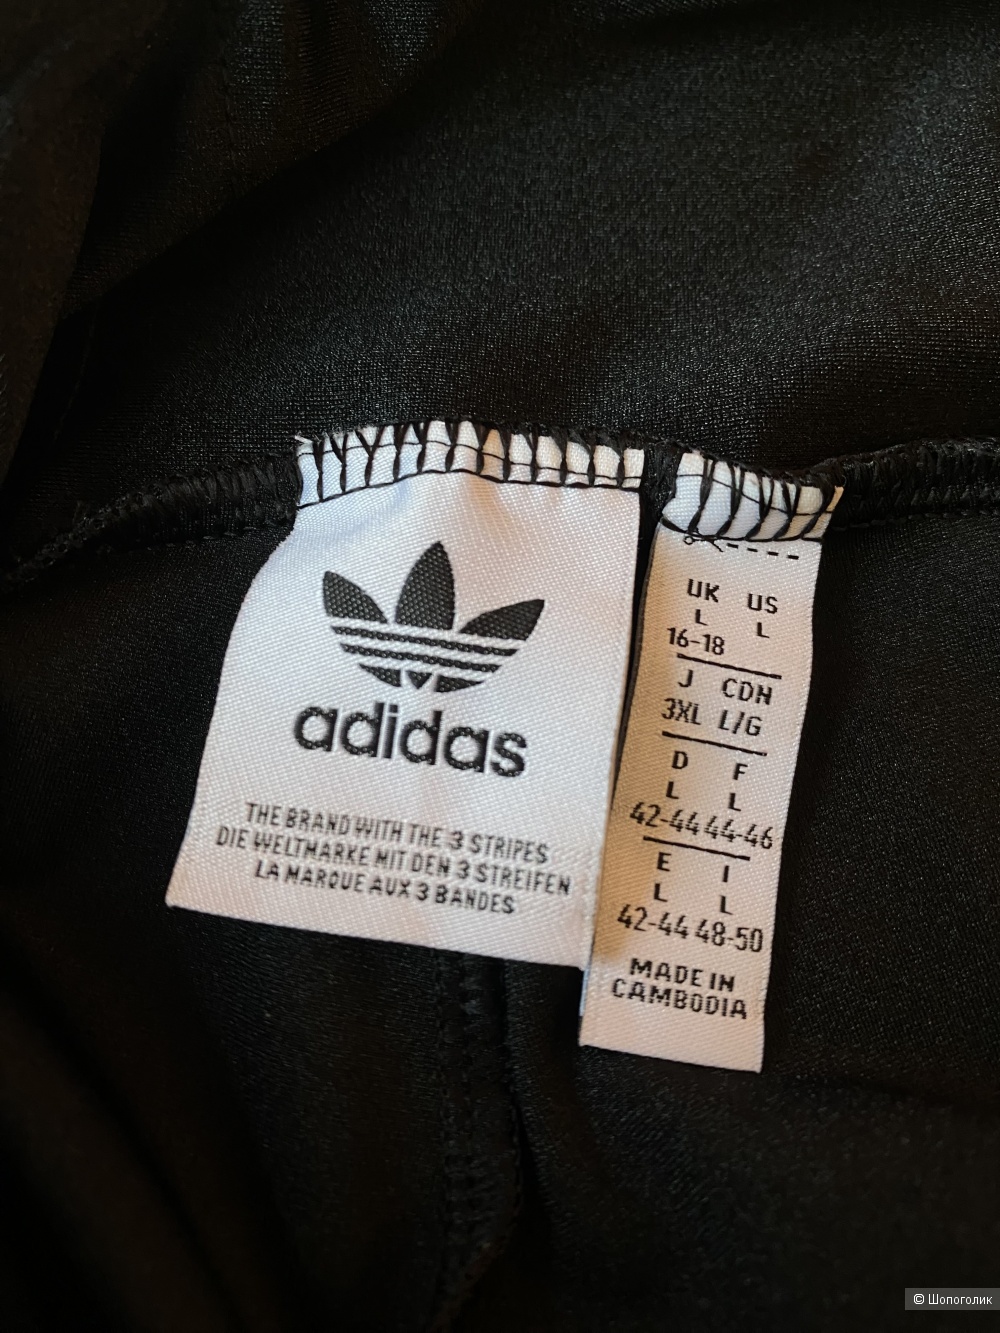 adidas
THE BRAND WITH THE 3 STRIPES
DIE WELTMARKE MIT DEN 3 STREIFEN
LA MARQUE AUX 3 BANDES
UK US
L L
16-18
J CDN
3XL L/G
D F
L L
42-44 44-46
E I
L L
42-44 48-50
MADE IN
CAMBODIA
© Шопоголик